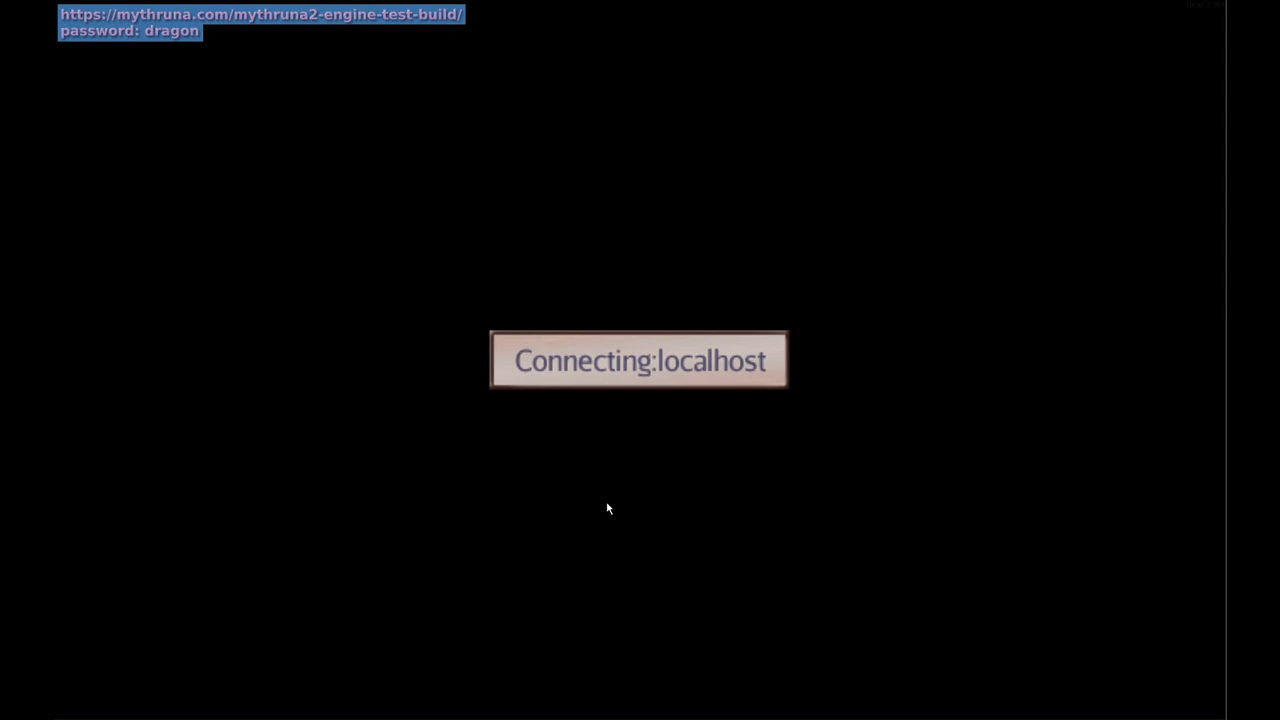 https://mythruna.com/mythruna2-engine-test-build/
password: dragon
Connecting:localhost